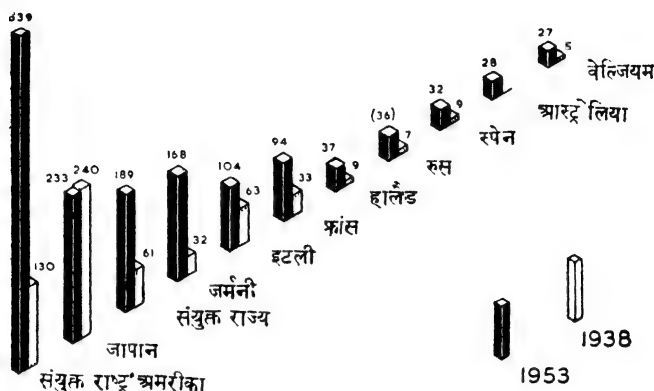 27
5
वेल्जियम
28
आस्ट्रेलिया
32
9
स्पेन
(36)
7
रुस
37
9
हालैंड
94
33
फ्रांस
104
63
इटली
168
32
जर्मनी
संयुक्त राज्य
189
61
233 240
जापान
130
संयुक्त राष्ट्र अमरीका
1938
1953